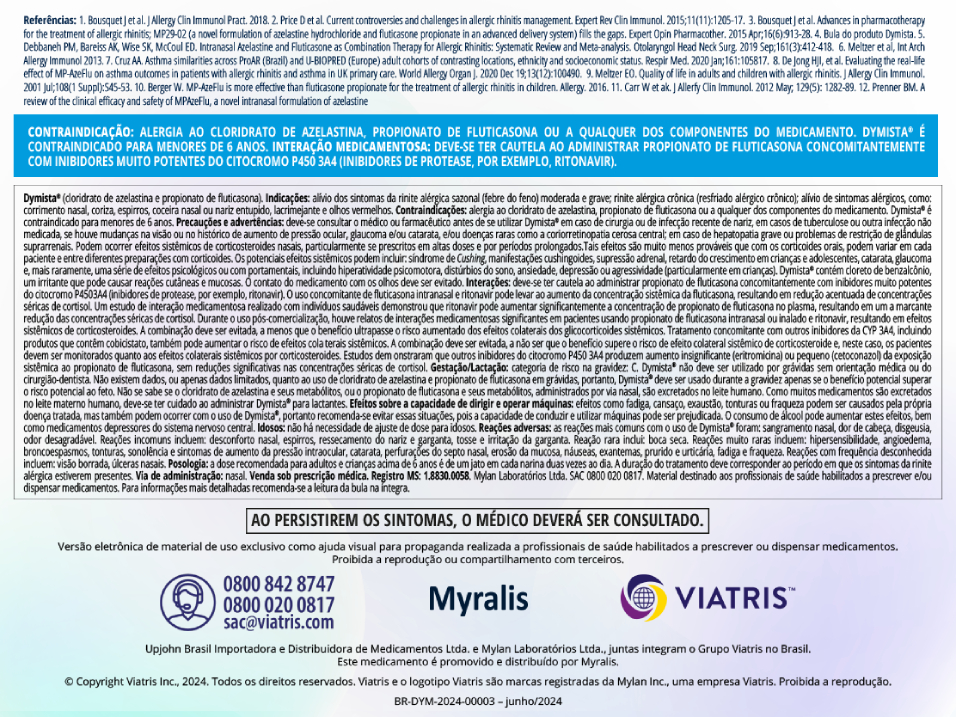 Referências: 1. Bousquet J et al. J Allergy Clin Immunol Pract. 2018. 2. Price D et al. Current controversies and challenges in allergic rhinitis management. Expert Rev Clin Immunol. 2015;11(11):1205-17. 3. Bousquet J et al. Advances in pharmacotherapy
for the treatment of allergic rhinitis; MP29-02 (a novel formulation of azelastine hydrochloride and fluticasone propionate in an advanced delivery system) fills the gaps. Expert Opin Pharmacother. 2015 Apr;16(6):913-28. 4. Bula do produto Dymista. 5.
Debbaneh PM, Bareiss AK, Wise SK, McCoul ED. Intranasal Azelastine and Fluticasone as Combination Therapy for Allergic Rhinitis: Systematic Review and Meta-analysis. Otolaryngol Head Neck Surg. 2019 Sep;161(3):412-418. 6. Meltzer et al, Int Arch
Allergy Immunol 2013. 7. Cruz AA. Asthma similarities across ProAR (Brazil) and U-BIOPRED (Europe) adult cohorts of contrasting locations, ethnicity and socioeconomic status. Respir Med. 2020 Jan;161:105817. 8. De Jong HJI, et al. Evaluating the real-life
effect of MP-AzeFlu on asthma outcomes in patients with allergic rhinitis and asthma in UK primary care. World Allergy Organ J. 2020 Dec 19;13(12):100490. 9. Meltzer EO. Quality of life in adults and children with allergic rhinitis. J Allergy Clin Immunol.
2001 Jul;108(1 Suppl):S45-53. 10. Berger W. MP-AzeFlu is more effective than fluticasone propionate for the treatment of allergic rhinitis in children. Allergy. 2016. 11. Carr W et ak. J Allerfy Clin Immunol. 2012 May; 129(5): 1282-89. 12. Prenner BM. A
review of the clinical efficacy and safety of MPAzeFlu, a novel intranasal formulation of azelastine
CONTRAINDICAÇÃO: ALERGIA AO CLORIDRATO DE AZELASTINA, PROPIONATO DE FLUTICASONA OU A QUALQUER DOS COMPONENTES DO MEDICAMENTO. DYMISTA® É
CONTRAINDICADO PARA MENORES DE 6 ANOS. INTERAÇÃO MEDICAMENTOSA: DEVE-SE TER CAUTELA AO ADMINISTRAR PROPIONATO DE FLUTICASONA CONCOMITANTEMENTE
COM INIBIDORES MUITO POTENTES DO CITOCROMO P450 3A4 (INIBIDORES DE PROTEASE, POR EXEMPLO, RITONAVIR).
Dymista® (cloridrato de azelastina e propionato de fluticasona). Indicações: alívio dos sintomas da rinite alérgica sazonal (febre do feno) moderada e grave; rinite alérgica crônica (resfriado alérgico crônico); alívio de sintomas alérgicos, como:
corrimento nasal, coriza, espirros, coceira nasal ou nariz entupido, lacrimejante e olhos vermelhos. Contraindicações: alergia ao cloridrato de azelastina, propionato de fluticasona ou a qualquer dos componentes do medicamento. Dymista® é
contraindicado para menores de 6 anos. Precauções e advertências: deve-se consultar o médico ou farmacêutico antes de se utilizar Dymista® em caso de cirurgia ou de infecção recente de nariz, em casos de tuberculose ou outra infecção não
medicada, se houve mudanças na visão ou no histórico de aumento de pressão ocular, glaucoma e/ou catarata, e/ou doenças raras como a coriorretinopatia cerosa central; em caso de hepatopatia grave ou problemas de restrição de glândulas
suprarrenais. Podem ocorrer efeitos sistêmicos de corticosteroides nasais, particularmente se prescritos em altas doses e por períodos prolongados.Tais efeitos são muito menos prováveis que com os corticoides orais, podem variar em cada
paciente e entre diferentes preparações com corticoides. Os potenciais efeitos sistêmicos podem incluir: síndrome de Cushing, manifestações cushingoides, supressão adrenal, retardo do crescimento em crianças e adolescentes, catarata, glaucoma
e, mais raramente, uma série de efeitos psicológicos ou com portamentais, incluindo hiperatividade psicomotora, distúrbios do sono, ansiedade, depressão ou agressividade (particularmente em crianças). Dymista® contém cloreto de benzalcônio,
um irritante que pode causar reações cutâneas e mucosas. O contato do medicamento com os olhos deve ser evitado. Interações: deve-se ter cautela ao administrar propionato de fluticasona concomitantemente com inibidores muito potentes
do citocromo P4503A4 (inibidores de protease, por exemplo, ritonavir). O uso concomitante de fluticasona intranasal e ritonavir pode levar ao aumento da concentração sistêmica da fluticasona, resultando em redução acentuada de concentrações
séricas de cortisol. Um estudo de interação medicamentosa realizado com indivíduos saudáveis demonstrou que ritonavir pode aumentar significantemente a concentração de propionato de fluticasona no plasma, resultando em um a marcante
redução das concentrações séricas de cortisol. Durante o uso pós-comercialização, houve relatos de interações medicamentosas significantes em pacientes usando propionato de fluticasona intranasal ou inalado e ritonavir, resultando em efeitos
sistêmicos de corticosteroides. A combinação deve ser evitada, a menos que o benefício ultrapasse o risco aumentado dos efeitos colaterais dos glicocorticoides sistêmicos. Tratamento concomitante com outros inibidores da CYP 3A4, incluindo
produtos que contêm cobicistato, também pode aumentar o risco de efeitos cola terais sistêmicos. A combinação deve ser evitada, a não ser que o benefício supere o risco de efeito colateral sistêmico de corticosteroide e, neste caso, os pacientes
devem ser monitorados quanto aos efeitos colaterais sistêmicos por corticosteroides. Estudos dem onstraram que outros inibidores do citocromo P450 3A4 produzem aumento insignificante (eritromicina) ou pequeno (cetoconazol) da exposição
sistêmica ao propionato de fluticasona, sem reduções significativas nas concentrações séricas de cortisol. Gestação/Lactação: categoria de risco na gravidez: C. Dymista® não deve ser utilizado por grávidas sem orientação médica ou do
cirurgião-dentista. Não existem dados, ou apenas dados limitados, quanto ao uso de cloridrato de azelastina e propionato de fluticasona em grávidas, portanto, Dymista® deve ser usado durante a gravidez apenas se o benefício potencial superar
o risco potencial ao feto. Não se sabe se o cloridrato de azelastina e seus metabólitos, ou o propionato de fluticasona e seus metabólitos, administrados por via nasal, são excretados no leite humano. Como muitos medicamentos são excretados
no leite materno humano, deve-se ter cuidado ao administrar Dymista® para lactantes. Efeitos sobre a capacidade de dirigir e operar máquinas: efeitos como fadiga, cansaço, exaustão, tonturas ou fraqueza podem ser causados pela própria
doença tratada, mas também podem ocorrer com o uso de Dymista®, portanto recomenda-se evitar essas situações, pois a capacidade de conduzir e utilizar máquinas pode ser prejudicada. O consumo de álcool pode aumentar estes efeitos, bem
como medicamentos depressores do sistema nervoso central. Idosos: não há necessidade de ajuste de dose para idosos. Reações adversas: as reações mais comuns com o uso de Dymista® foram: sangramento nasal, dor de cabeça, disgeusia,
odor desagradável. Reações incomuns incluem: desconforto nasal, espirros, ressecamento do nariz e garganta, tosse e irritação da garganta. Reação rara inclui: boca seca. Reações muito raras incluem: hipersensibilidade, angioedema,
broncoespasmos, tonturas, sonolência e sintomas de aumento da pressão intraocular, catarata, perfurações do septo nasal, erosão da mucosa, náuseas, exantemas, prurido e urticária, fadiga e fraqueza. Reações com frequência desconhecida
incluem: visão borrada, úlceras nasais. Posologia: a dose recomendada para adultos e crianças acima de 6 anos é de um jato em cada narina duas vezes ao dia. A duração do tratamento deve corresponder ao período em que os sintomas da rinite
alérgica estiverem presentes. Via de administração: nasal. Venda sob prescrição médica. Registro MS: 1.8830.0058. Mylan Laboratórios Ltda. SAC 0800 020 0817. Material destinado aos profissionais de saúde habilitados a prescrever e/ou
dispensar medicamentos. Para informações mais detalhadas recomenda-se a leitura da bula na íntegra.
AO PERSISTIREM OS SINTOMAS, O MÉDICO DEVERÁ SER CONSULTADO.
Versão eletrônica de material de uso exclusivo como ajuda visual para propaganda realizada a profissionais de saúde habilitados a prescrever ou dispensar medicamentos.
Proibida a reprodução ou compartilhamento com terceiros.
0800 842 8747
0800 020 0817
sac@viatris.com
Myralis
VIATRIS™
Upjohn Brasil Importadora e Distribuidora de Medicamentos Ltda. e Mylan Laboratórios Ltda., juntas integram o Grupo Viatris no Brasil.
Este medicamento é promovido e distribuído por Myralis.
© Copyright Viatris Inc., 2024. Todos os direitos reservados. Viatris e o logotipo Viatris são marcas registradas da Mylan Inc., uma empresa Viatris. Proibida a reprodução.
BR-DYM-2024-00003 – junho/2024